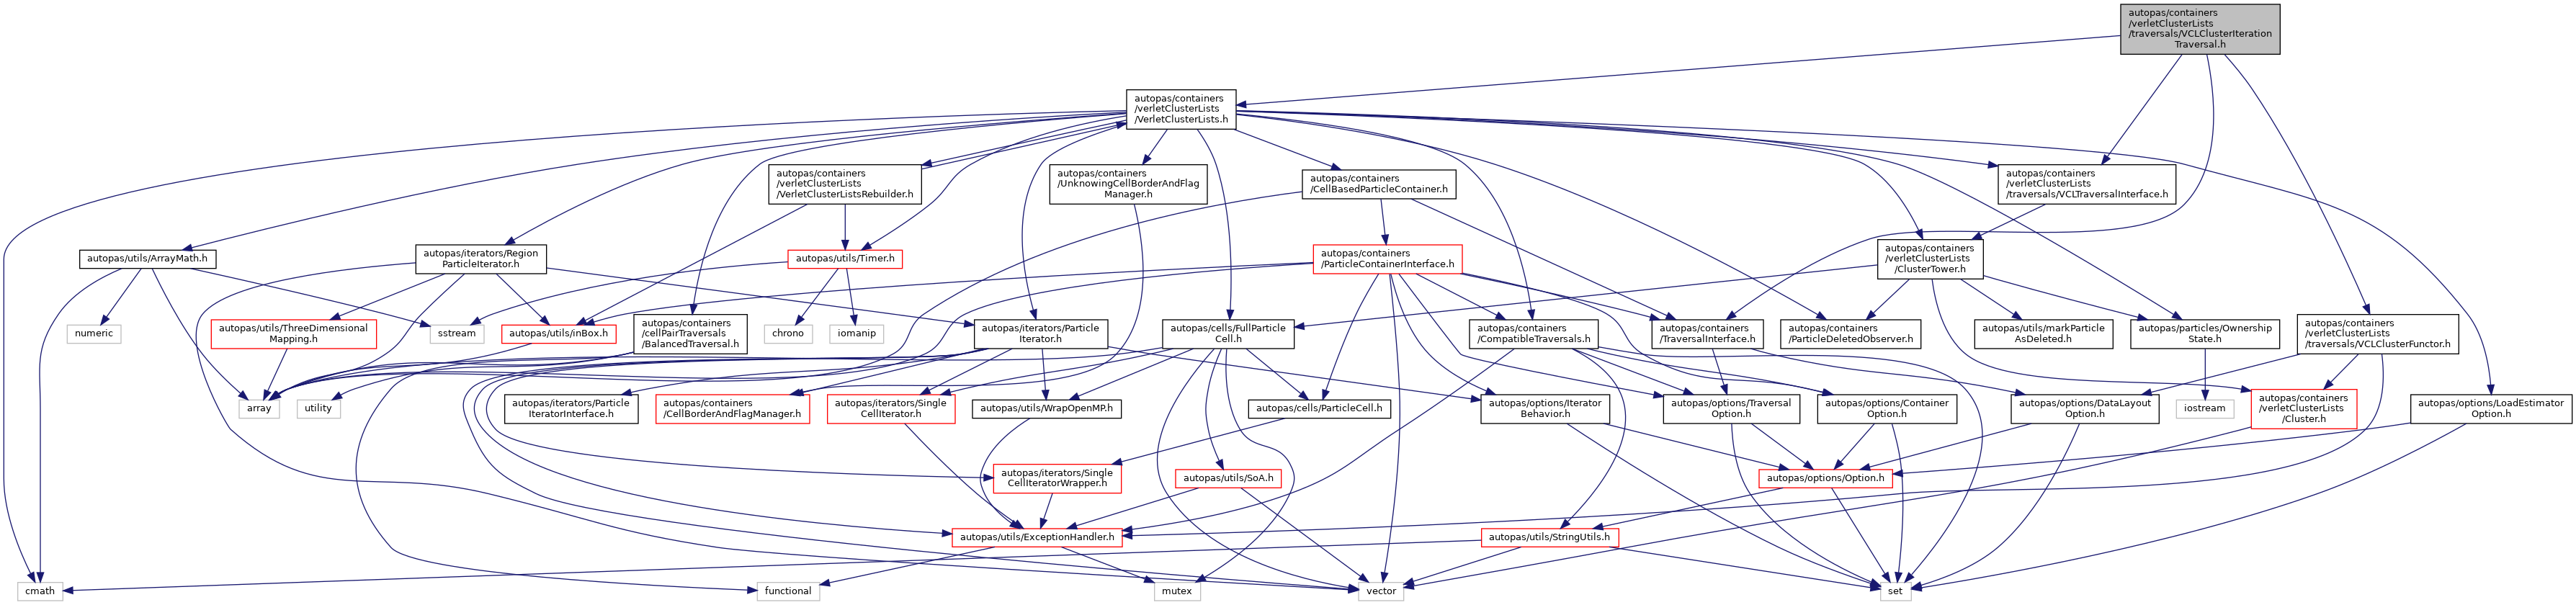 autopas/containers
/verletClusterLists
/traversals/VCLClusterIteration
Traversal.h
autopas/containers
/verletClusterLists
/VerletClusterLists.h
autopas/containers
/verletClusterLists
/VerletClusterListsRebuilder.h
autopas/containers
/UnknowingCellBorderAndFlag
Manager.h
autopas/containers
/CellBasedParticleContainer.h
autopas/containers
/verletClusterLists
/traversals/VCLTraversalInterface.h
autopas/utils/ArrayMath.h
autopas/iterators/Region
ParticleIterator.h
autopas/utils/Timer.h
autopas/containers
/ParticleContainerInterface.h
autopas/containers
/verletClusterLists
/ClusterTower.h
numeric
autopas/utils/ThreeDimensional
Mapping.h
sstream
autopas/utils/inBox.h
autopas/containers
/cellPairTraversals
/BalancedTraversal.h
chrono
iomanip
autopas/iterators/Particle
Iterator.h
autopas/cells/FullParticle
Cell.h
autopas/containers
/CompatibleTraversals.h
autopas/containers
/TraversalInterface.h
autopas/containers
/ParticleDeletedObserver.h
autopas/utils/markParticle
AsDeleted.h
autopas/particles/Ownership
State.h
autopas/containers
/verletClusterLists
/traversals/VCLClusterFunctor.h
array
utility
autopas/iterators/Particle
IteratorInterface.h
autopas/containers
/CellBorderAndFlagManager.h
autopas/iterators/Single
CellIterator.h
autopas/utils/WrapOpenMP.h
autopas/cells/ParticleCell.h
autopas/options/Iterator
Behavior.h
autopas/options/Traversal
Option.h
autopas/options/Container
Option.h
autopas/options/DataLayout
Option.h
iostream
autopas/containers
/verletClusterLists
/Cluster.h
autopas/options/LoadEstimator
Option.h
autopas/iterators/Single
CellIteratorWrapper.h
autopas/utils/SoA.h
autopas/options/Option.h
autopas/utils/ExceptionHandler.h
autopas/utils/StringUtils.h
cmath
functional
mutex
vector
set